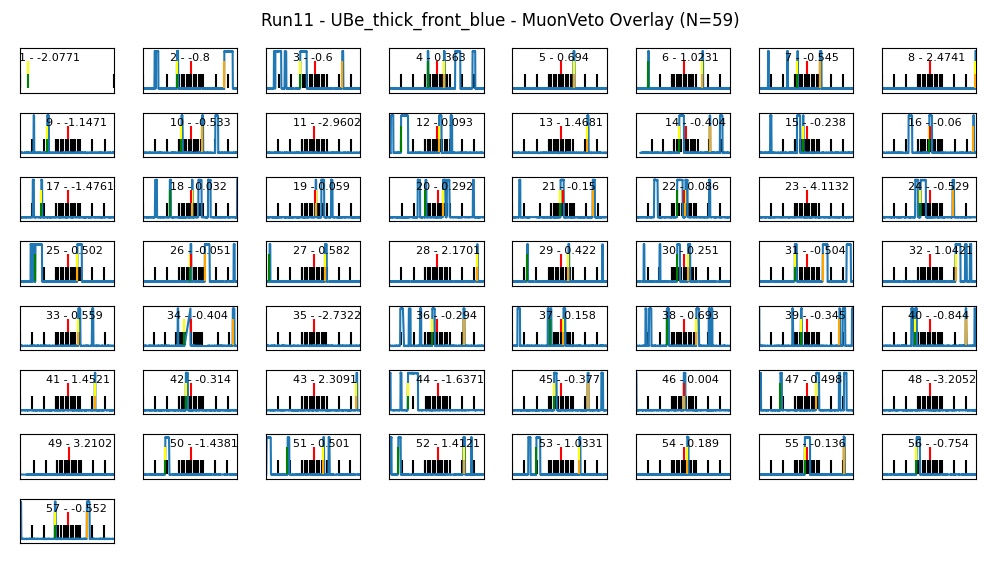 Run11 - UBe_thick_front_blue - MuonVeto Overlay (N=59)
1 - -2.0771
2 - -0.8
3 - -0.6
4 - 0.363
5 - 0.694
6 - 1.0231
7 - -0.545
8 - 2.4741
9 - -1.1471
10 - -0.533
11 - -2.9602
12 - 0.093
13 - 1.4681
14 - -0.404
15 - -0.238
16 - -0.06
17 - -1.4761
18 - 0.032
19 - 0.059
20 - 0.292
21 - -0.15
22 - 0.086
23 - 4.1132
24 - -0.529
25 - 0.502
26 - -0.051
27 - 0.582
28 - 2.1701
29 - 0.422
30 - 0.251
31 - -0.504
32 - 1.0421
33 - 0.559
34 - -0.404
35 - -2.7322
36 - -0.294
37 - 0.158
38 - 0.693
39 - -0.345
40 - -0.844
41 - 1.4521
42 - -0.314
43 - 2.3091
44 - -1.6371
45 - -0.377
46 - 0.004
47 - 0.498
48 - -3.2052
49 - 3.2102
50 - -1.4381
51 - 0.501
52 - 1.4121
53 - 1.0331
54 - 0.189
55 - -0.136
56 - -0.754
57 - -0.552